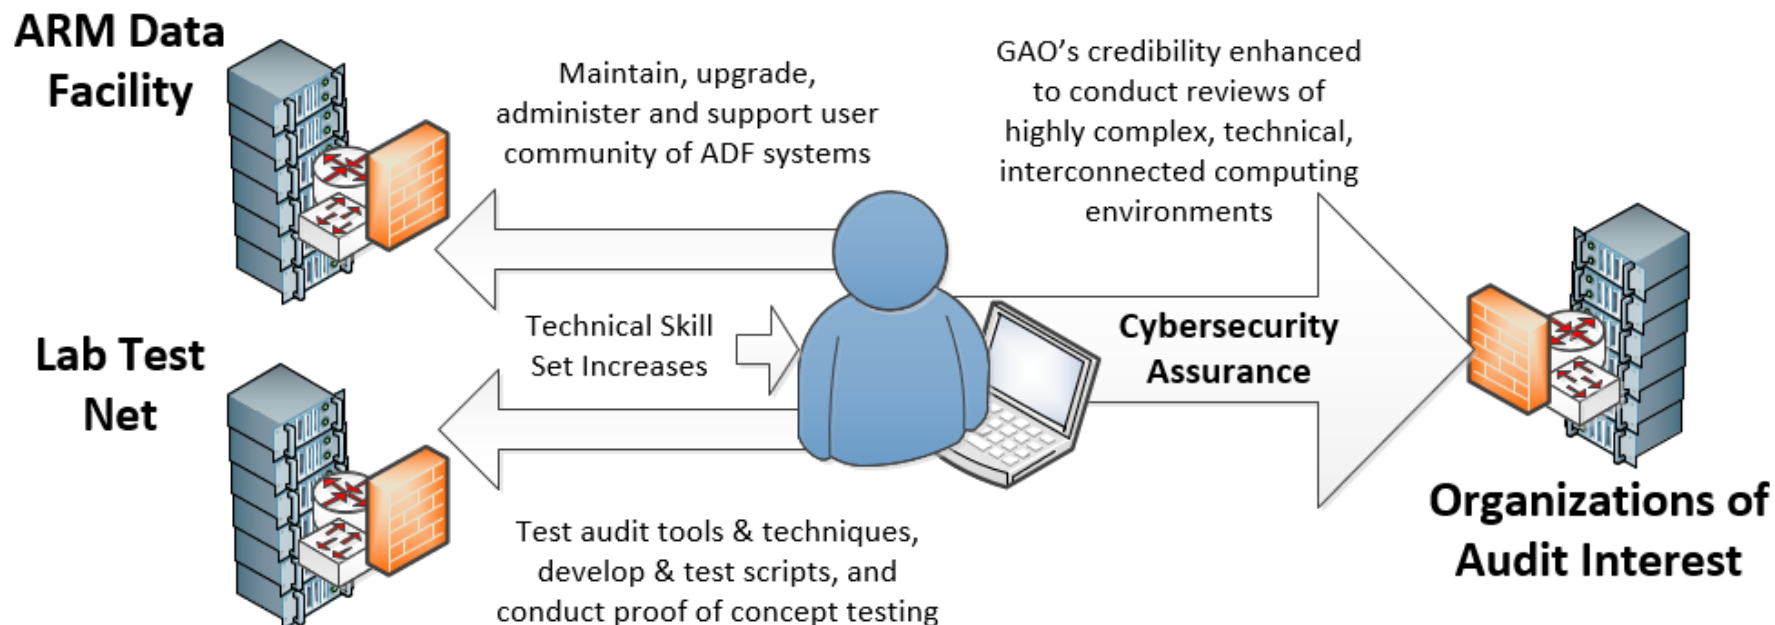 ARM Data
Facility
Maintain, upgrade,
administer and support user
community of ADF systems
GAO’s credibility enhanced
to conduct reviews of
highly complex, technical,
interconnected computing
environments
Technical Skill
Set Increases
Cybersecurity
Assurance
Lab Test
Net
Test audit tools & techniques,
develop & test scripts, and
conduct proof of concept testing
Organizations of
Audit Interest